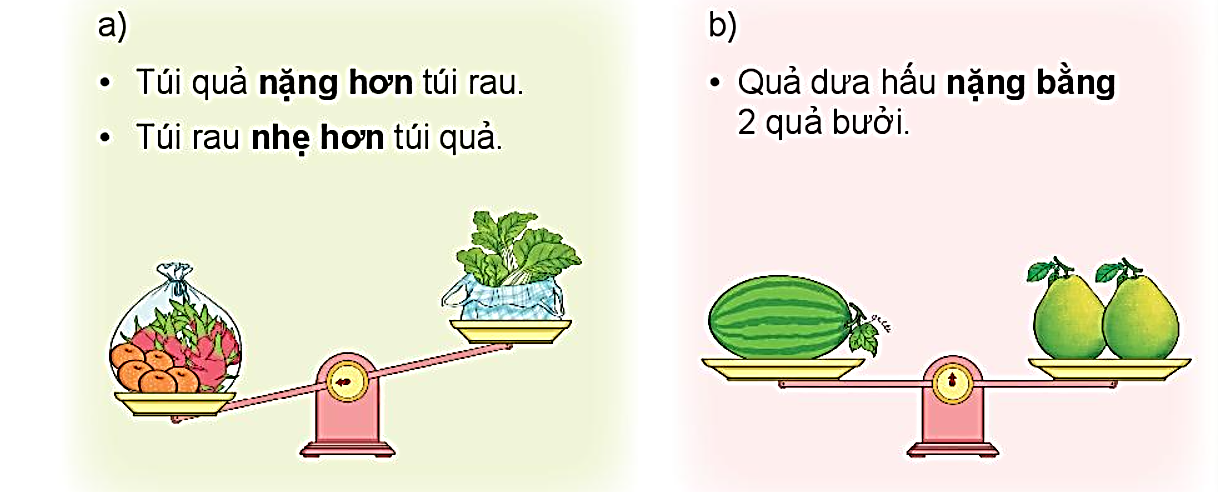 a)
• Túi quả nặng hơn túi rau.
• Túi rau nhẹ hơn túi quả.
b)
• Quả dưa hấu nặng bằng
2 quả bưởi.